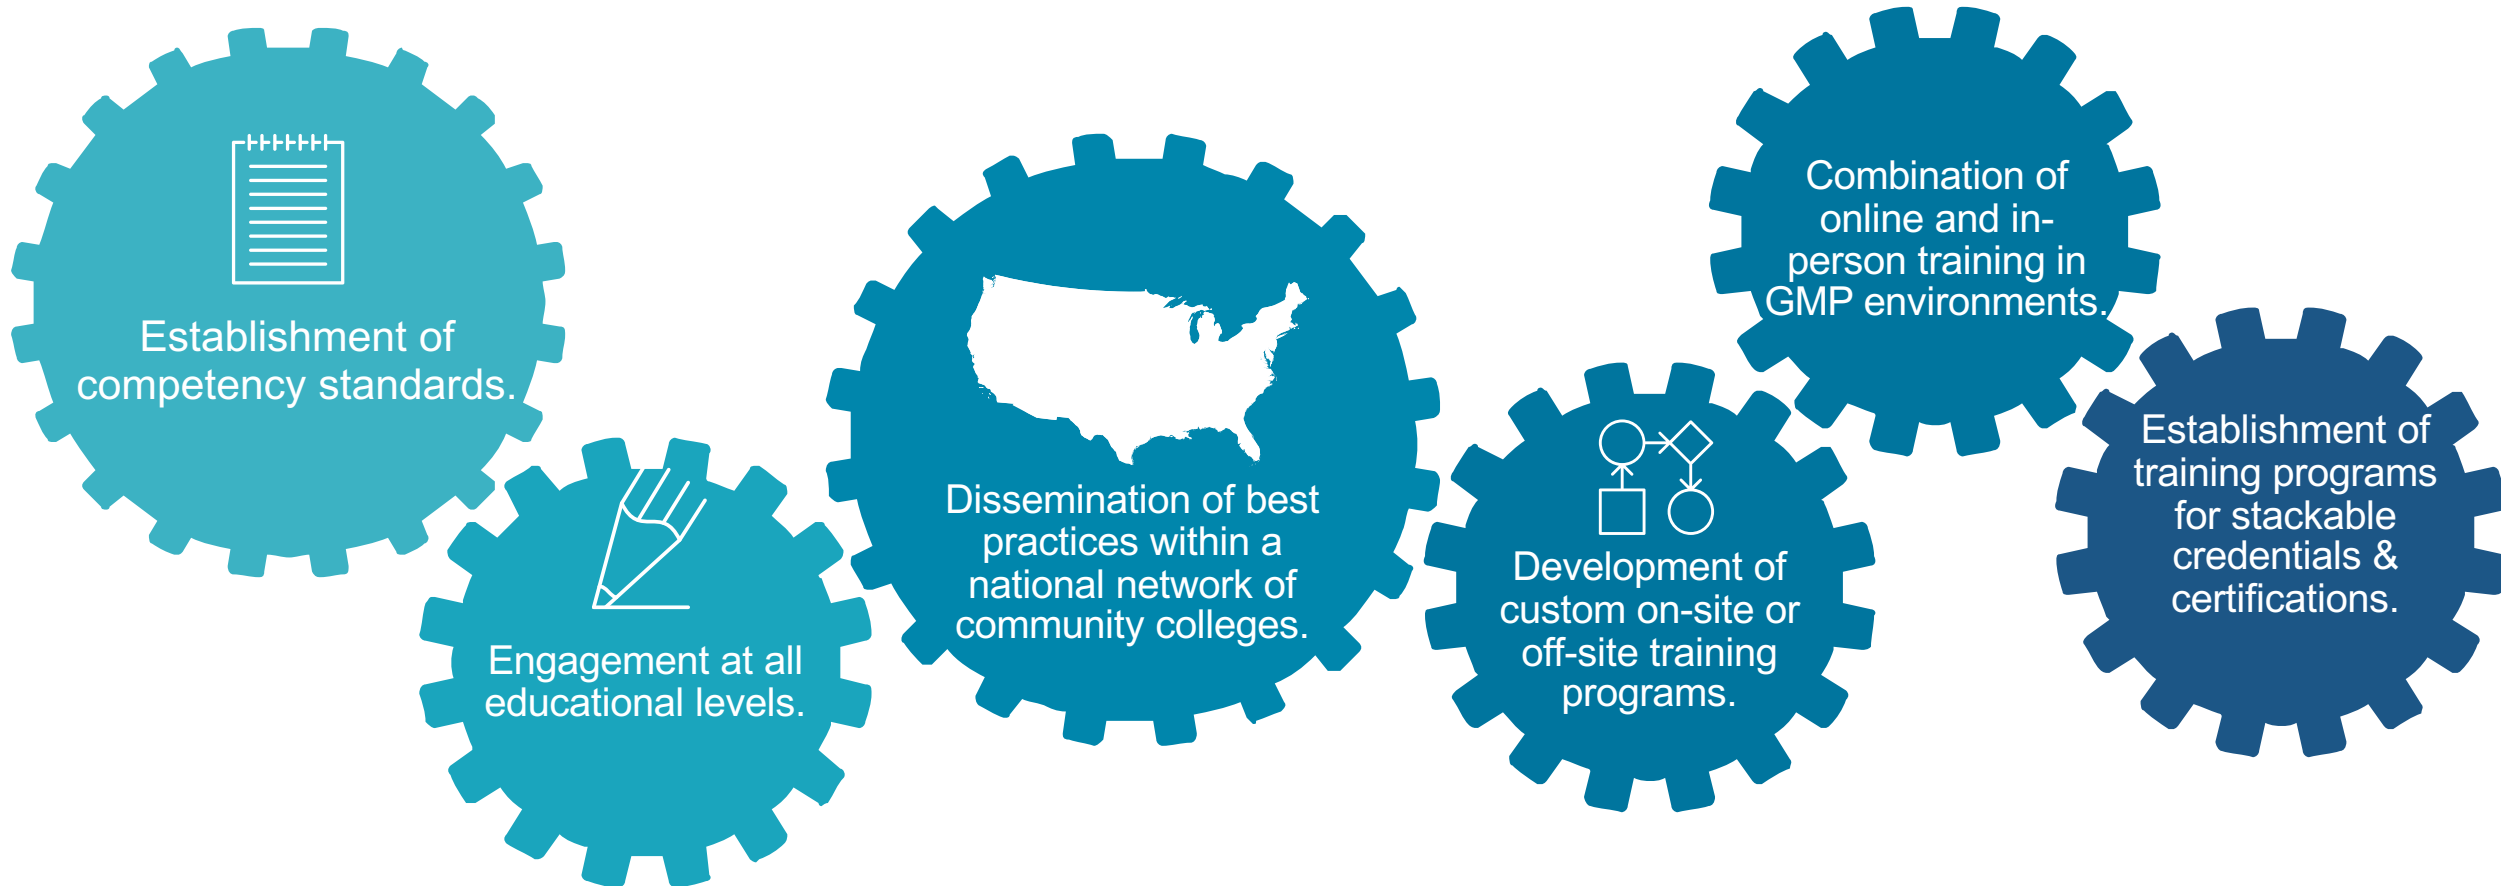 Establishment of
competency standards.
Engagement at all
educational levels.
Dissemination of best
practices within a
national network of
community colleges.
Development of
custom on-site or
off-site training
programs.
Combination of
online and in-
person training in
GMP environments.
Establishment of
training programs
for stackable
credentials &
certifications.